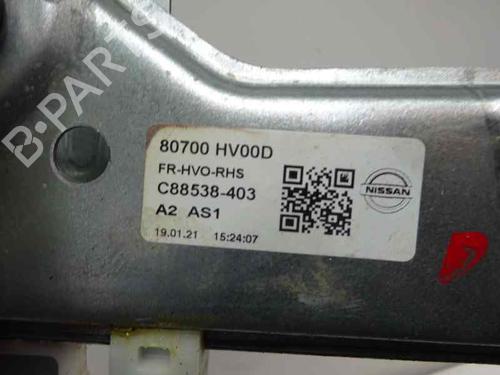 B-PARTS
80700 HV00D
FR-HVO-RHS
C88538-403
A2 AS1
19.01.21 15:24:07
NISSAN